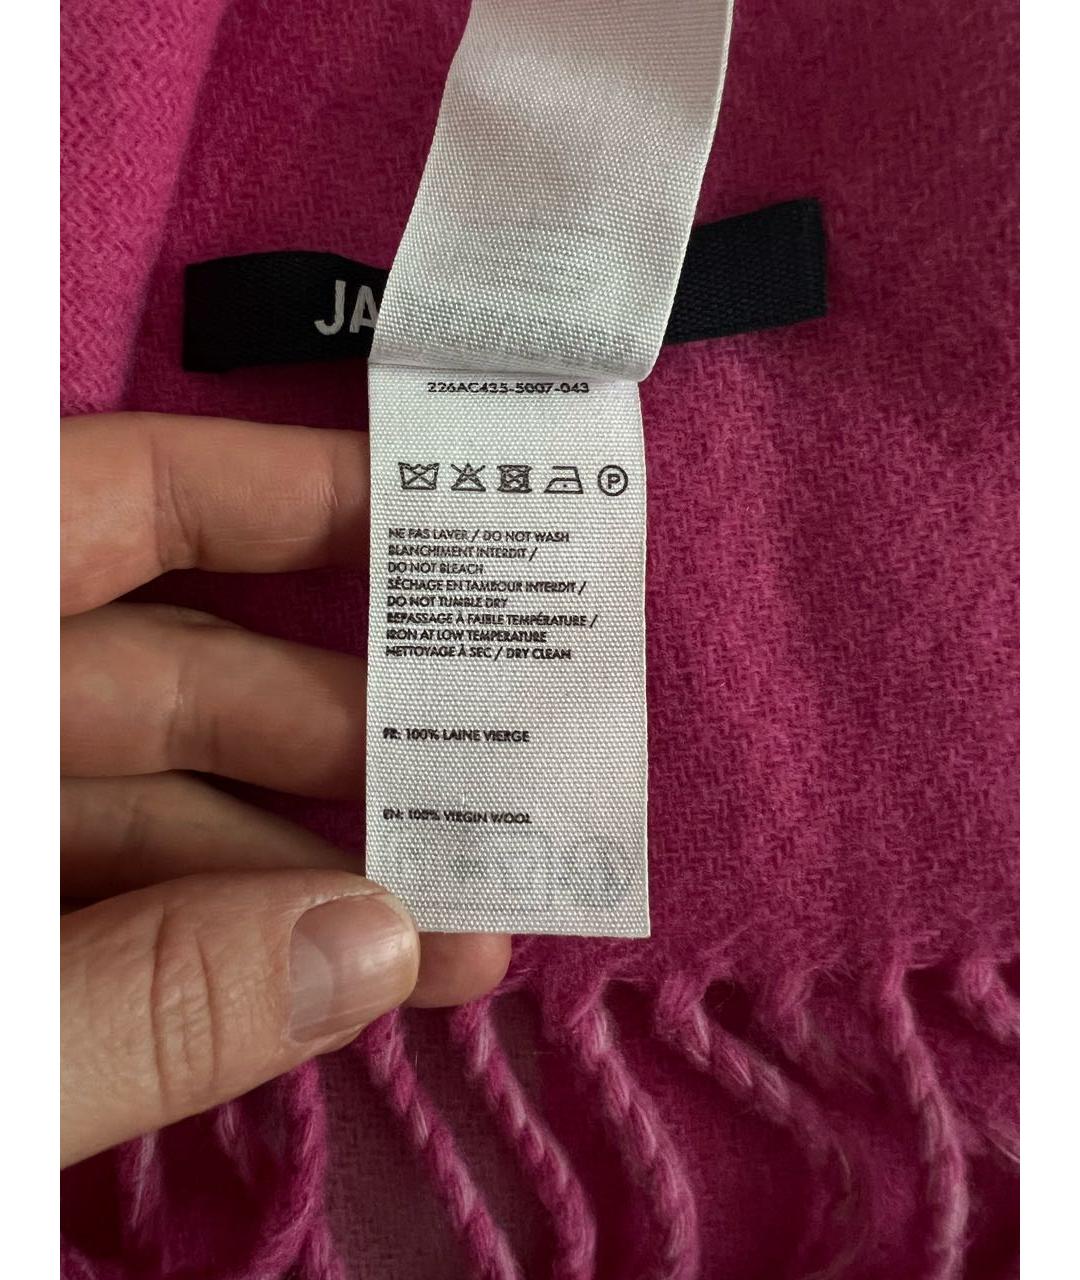 JA
226AC435-5007-043
P
NE PAS LAVER / DO NOT WASH
BLANCHIMENT INTERDIT /
DO NOT BLEACH
SÉCHAGE EN TAMBOUR INTERDIT /
DO NOT TUMBLE DRY
REPASSAGE À FAIBLE TEMPÉRATURE /
IRON AT LOW TEMPERATURE
NETTOYAGE À SEC / DRY CLEAN
FR: 100% LAINE VIERGE
EN: 100% VIRGIN WOOL